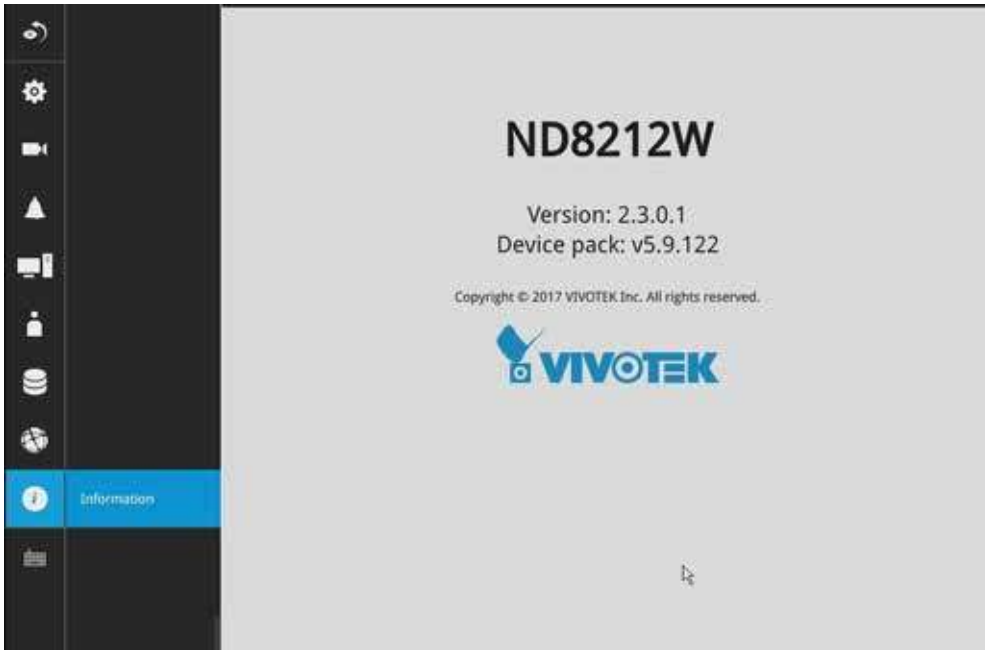 ND8212W
Version: 2.3.0.1
Device pack: v5.9.122
Copyright © 2017 VIVOTEK Inc. All rights reserved.
VIVOTEK
Information